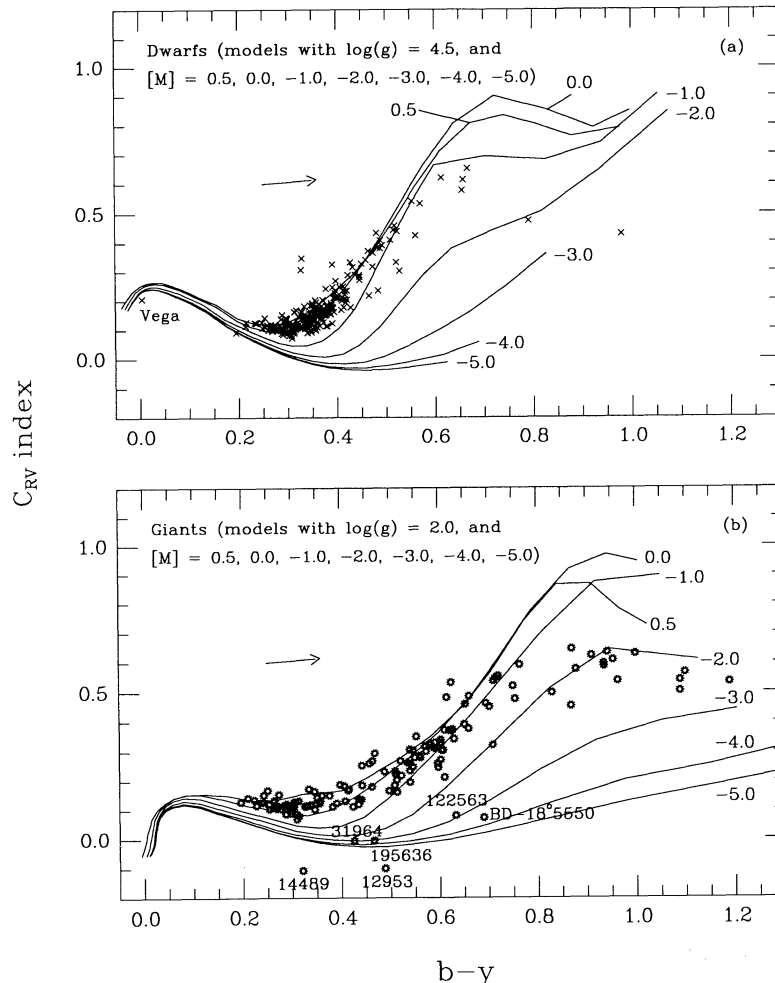 Dwarfs (models with log(g) = 4.5, and (a)
[M] = 0.5, 0.0, −1.0, −2.0, −3.0, −4.0, −5.0)
0.0
−1.0
0.5
−2.0
−3.0
Vega
−4.0
−5.0
1.0
0.5
0.0
0.0 0.2 0.4 0.6 0.8 1.0 1.2
C_RV index
Giants (models with log(g) = 2.0, and (b)
[M] = 0.5, 0.0, −1.0, −2.0, −3.0, −4.0, −5.0)
0.0
−1.0
0.5
−2.0
−3.0
−4.0
−5.0
122563
BD−18°5550
31964
195636
14489
12953
1.0
0.5
0.0
0.0 0.2 0.4 0.6 0.8 1.0 1.2
b−y